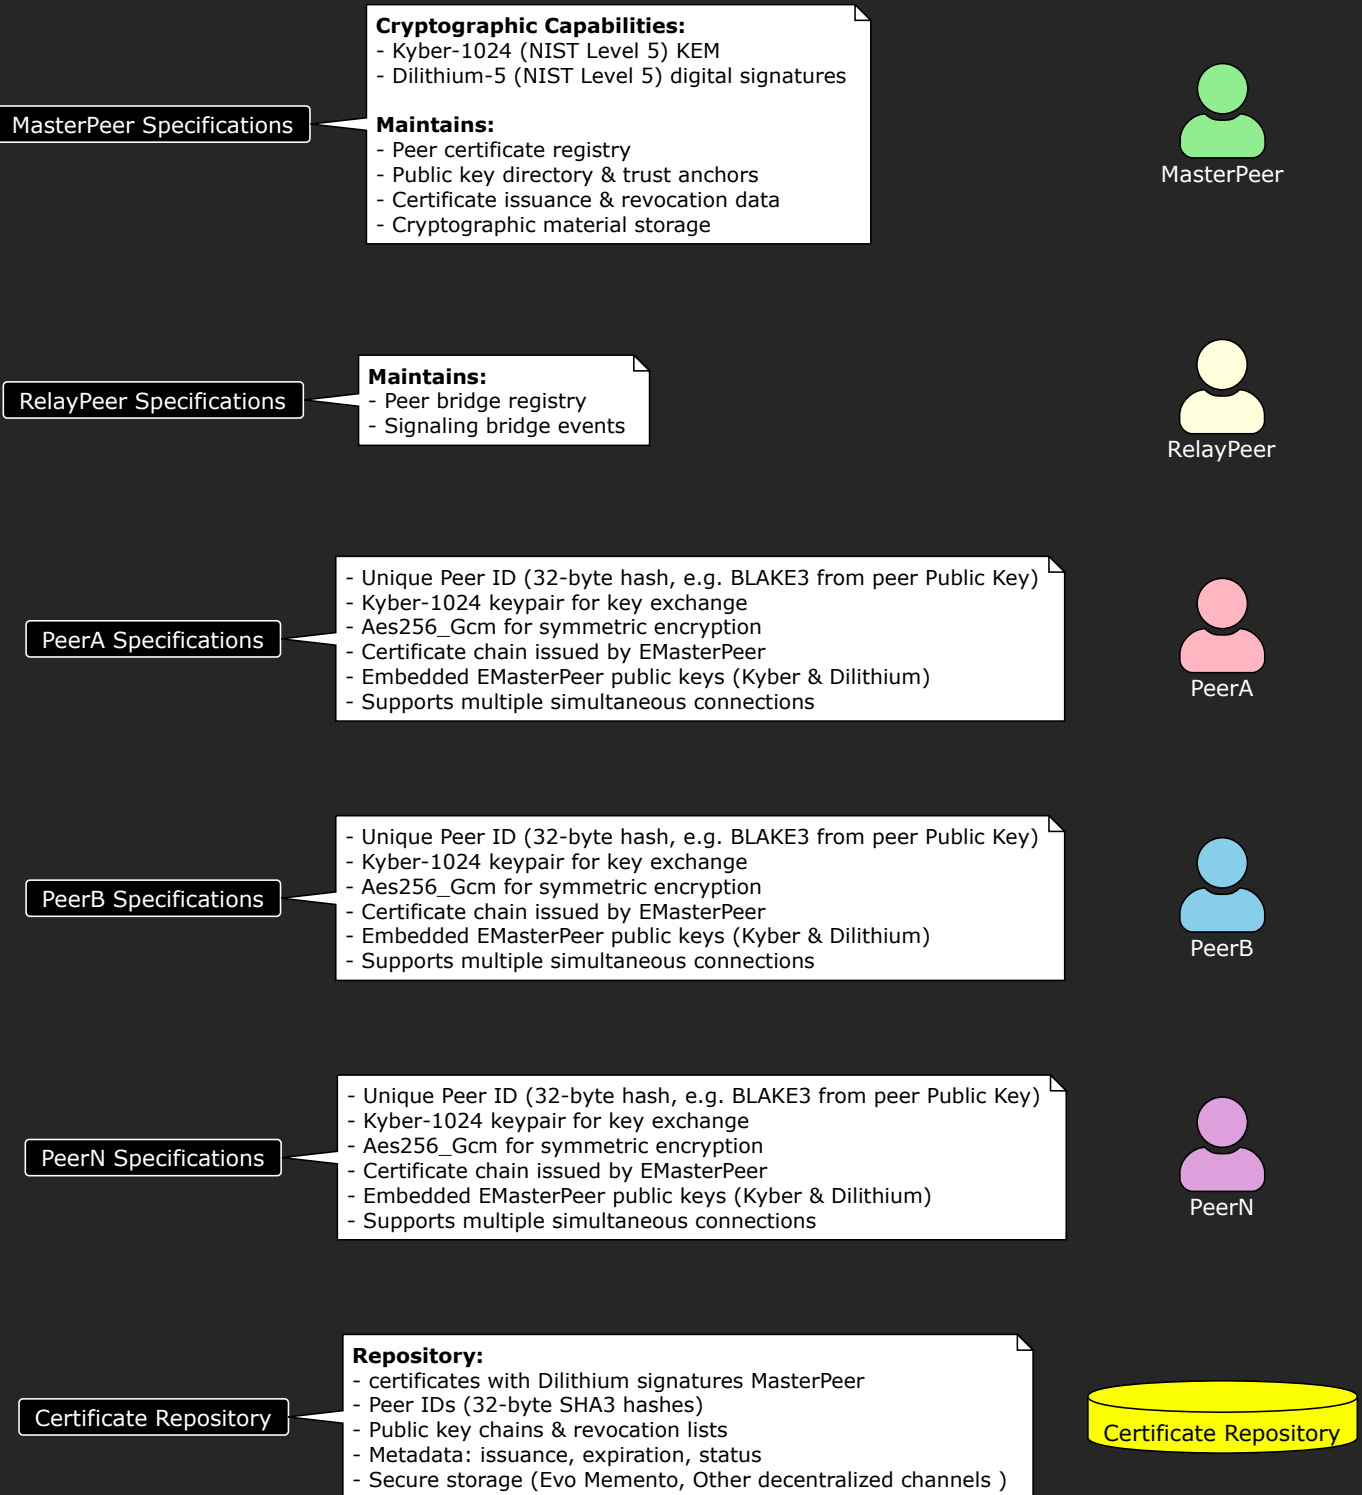 Cryptographic Capabilities:
- Kyber-1024 (NIST Level 5) KEM
- Dilithium-5 (NIST Level 5) digital signatures
Maintains:
- Peer certificate registry
- Public key directory & trust anchors
- Certificate issuance & revocation data
- Cryptographic material storage
MasterPeer Specifications
MasterPeer
Maintains:
- Peer bridge registry
- Signaling bridge events
RelayPeer Specifications
RelayPeer
- Unique Peer ID (32-byte hash, e.g. BLAKE3 from peer Public Key)
- Kyber-1024 keypair for key exchange
- Aes256_Gcm for symmetric encryption
- Certificate chain issued by EMasterPeer
- Embedded EMasterPeer public keys (Kyber & Dilithium)
- Supports multiple simultaneous connections
PeerA Specifications
PeerA
- Unique Peer ID (32-byte hash, e.g. BLAKE3 from peer Public Key)
- Kyber-1024 keypair for key exchange
- Aes256_Gcm for symmetric encryption
- Certificate chain issued by EMasterPeer
- Embedded EMasterPeer public keys (Kyber & Dilithium)
- Supports multiple simultaneous connections
PeerB Specifications
PeerB
- Unique Peer ID (32-byte hash, e.g. BLAKE3 from peer Public Key)
- Kyber-1024 keypair for key exchange
- Aes256_Gcm for symmetric encryption
- Certificate chain issued by EMasterPeer
- Embedded EMasterPeer public keys (Kyber & Dilithium)
- Supports multiple simultaneous connections
PeerN Specifications
PeerN
Repository:
- certificates with Dilithium signatures MasterPeer
- Peer IDs (32-byte SHA3 hashes)
- Public key chains & revocation lists
- Metadata: issuance, expiration, status
- Secure storage (Evo Memento, Other decentralized channels )
Certificate Repository
Certificate Repository